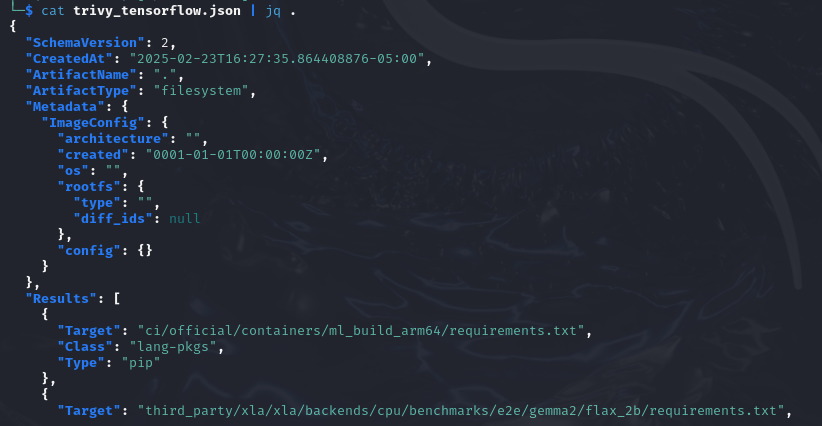 └─$ cat trivy_tensorflow.json | jq .
{
  "SchemaVersion": 2,
  "CreatedAt": "2025-02-23T16:27:35.864408876-05:00",
  "ArtifactName": ".",
  "ArtifactType": "filesystem",
  "Metadata": {
    "ImageConfig": {
      "architecture": "",
      "created": "0001-01-01T00:00:00Z",
      "os": "",
      "rootfs": {
        "type": "",
        "diff_ids": null
      },
      "config": {}
    }
  },
  "Results": [
    {
      "Target": "ci/official/containers/ml_build_arm64/requirements.txt",
      "Class": "lang-pkgs",
      "Type": "pip"
    },
    {
      "Target": "third_party/xla/xla/backends/cpu/benchmarks/e2e/gemma2/flax_2b/requirements.txt",